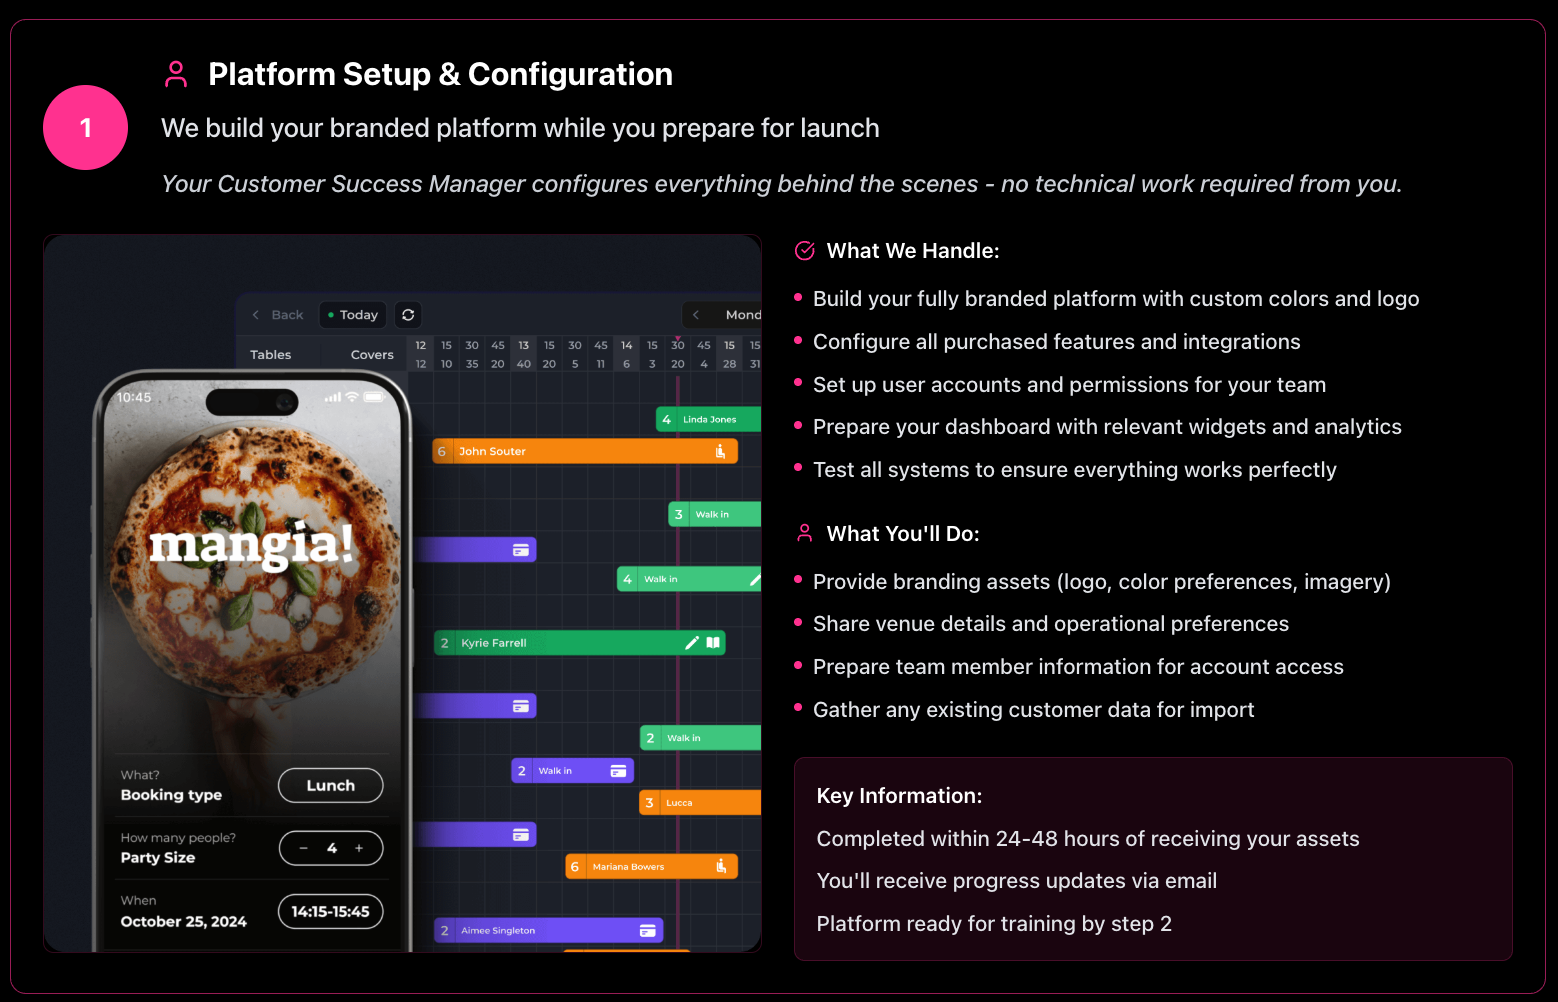 1
Platform Setup & Configuration
We build your branded platform while you prepare for launch
Your Customer Success Manager configures everything behind the scenes - no technical work required from you.
Back
Today
Mond
Tables
Covers
12 15 30 45 13 15 30 45 14 15 30 45 15 15
12 10 35 20 40 20 5 11 6 3 20 4 28 31
4 Linda Jones
6 John Souter
3 Walk in
4 Walk in
2 Kyrie Farrell
2 Walk in
2 Walk in
3 Lucca
6 Mariana Bowers
2 Aimee Singleton
10:45
mangia!
What?
Booking type
Lunch
How many people?
Party Size
− 4 +
When
October 25, 2024
14:15-15:45
What We Handle:
Build your fully branded platform with custom colors and logo
Configure all purchased features and integrations
Set up user accounts and permissions for your team
Prepare your dashboard with relevant widgets and analytics
Test all systems to ensure everything works perfectly
What You'll Do:
Provide branding assets (logo, color preferences, imagery)
Share venue details and operational preferences
Prepare team member information for account access
Gather any existing customer data for import
Key Information:
Completed within 24-48 hours of receiving your assets
You'll receive progress updates via email
Platform ready for training by step 2